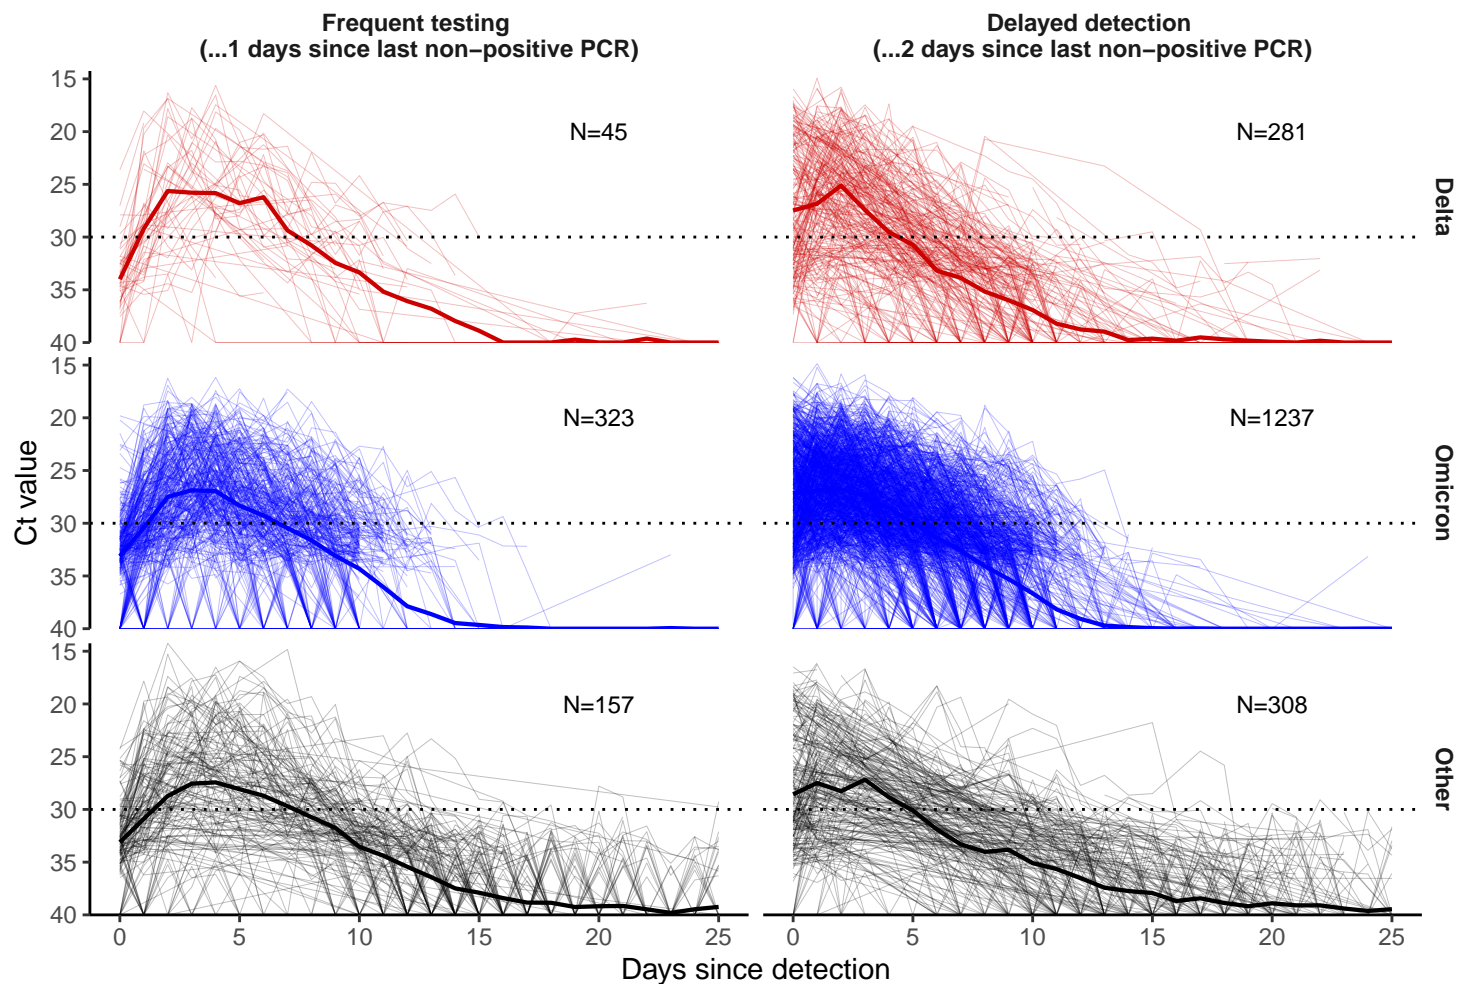 Frequent testing
(...1 days since last non−positive PCR)
Delayed detection
(...2 days since last non−positive PCR)
Ct value
15
20
25
30
35
40
N=45
N=281
Delta
15
20
25
30
35
40
N=323
N=1237
Omicron
15
20
25
30
35
40
N=157
N=308
Other
0 5 10 15 20 25
0 5 10 15 20 25
Days since detection